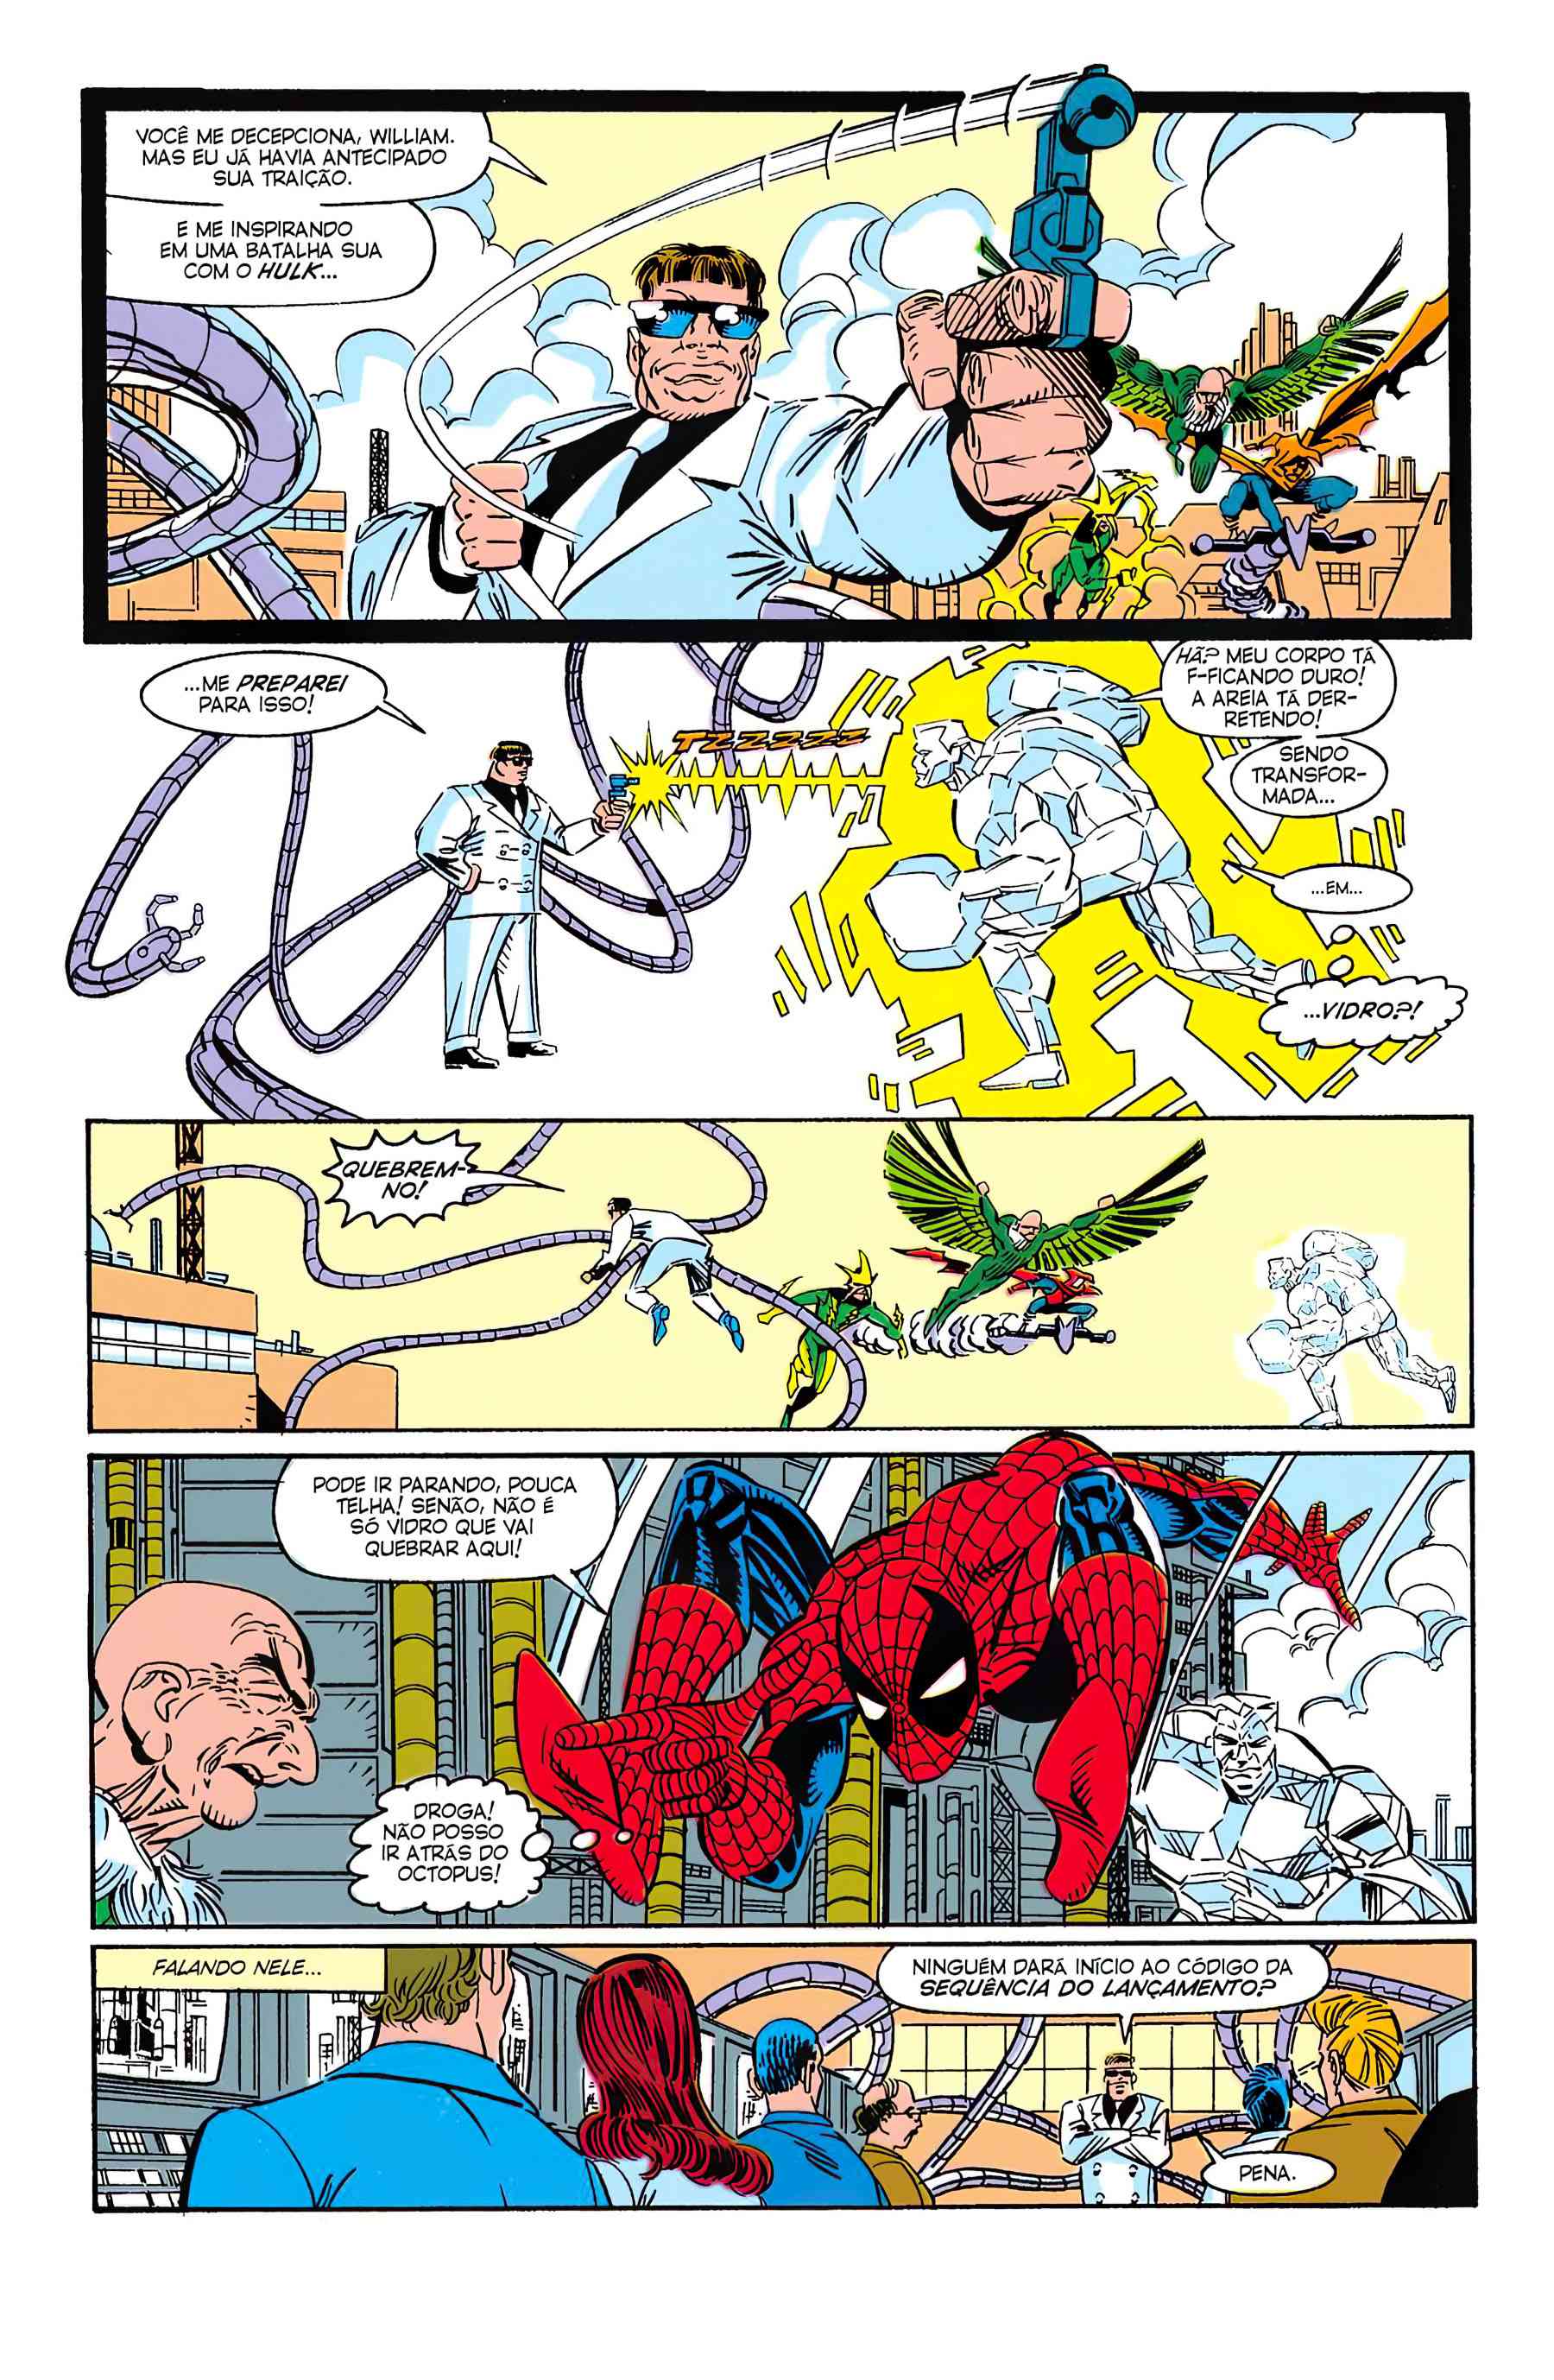 VOCÊ ME DECEPCIONA, WILLIAM.
MAS EU JÁ HAVIA ANTECIPADO
SUA TRAIÇÃO.
E ME INSPIRANDO
EM UMA BATALHA SUA
COM O HULK...
...ME PREPAREI
PARA ISSO!
TZZZZZZ
HÃ? MEU CORPO TÁ
F-FICANDO DURO!
A AREIA TÁ DER-
RETENDO!
SENDO
TRANSFOR-
MADA...
...EM...
...VIDRO?!
QUEBREM-
NO!
PODE IR PARANDO, POUCA
TELHA! SENÃO, NÃO É
SÓ VIDRO QUE VAI
QUEBRAR AQUI!
DROGA!
NÃO POSSO
IR ATRÁS DO
OCTOPUS!
FALANDO NELE...
NINGUÉM DARÁ INÍCIO AO CÓDIGO DA
SEQUÊNCIA DO LANÇAMENTO?
PENA.